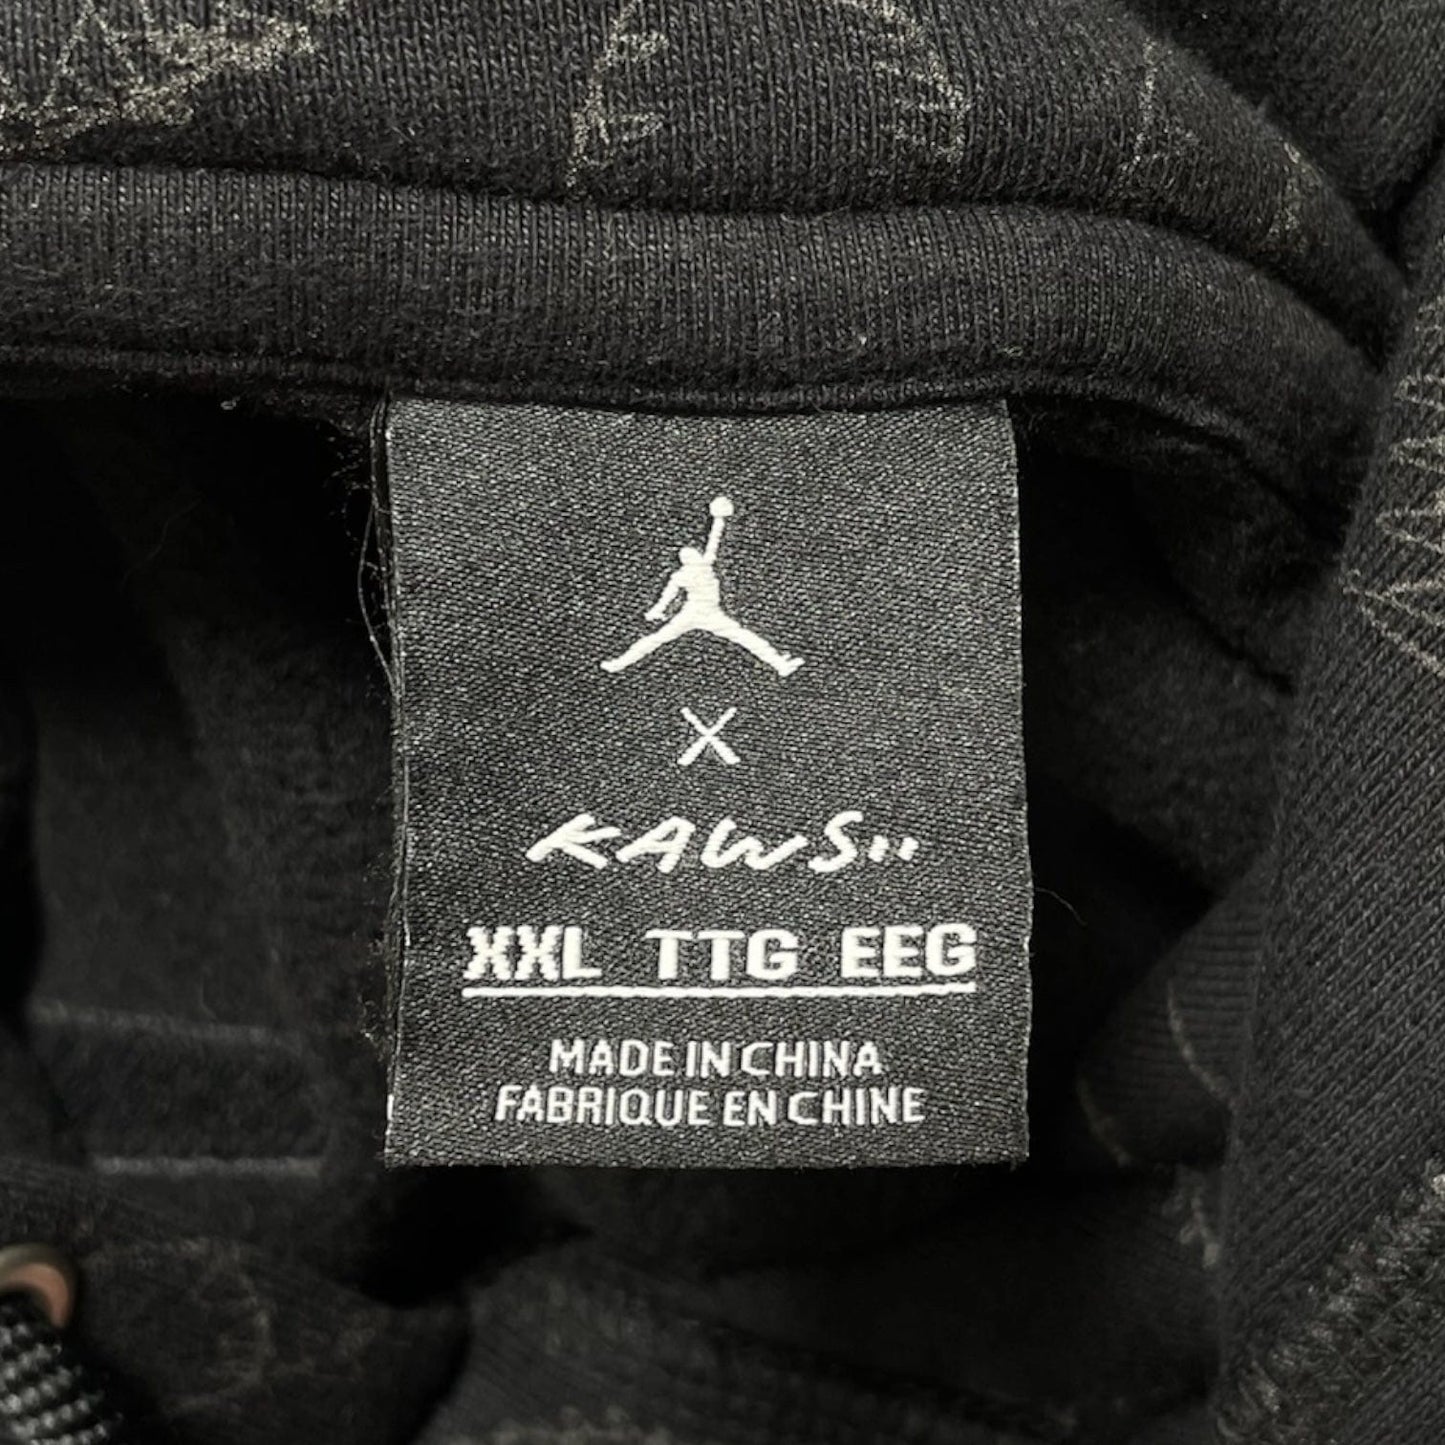 X
KAWS..
XXL TTG EEG
MADE IN CHINA
FABRIQUE EN CHINE